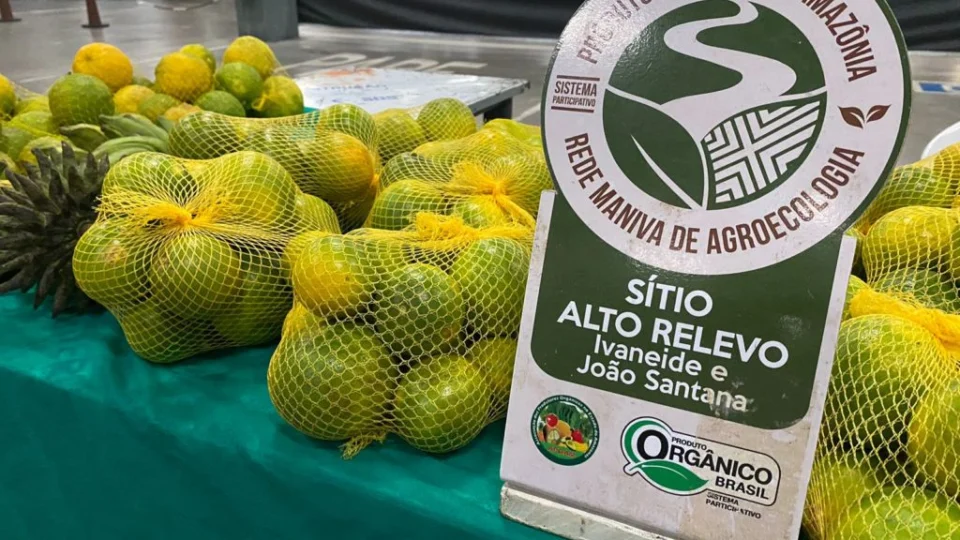 AMAZÔNIA
SISTEMA
PARTICIPATIVO
REDE MANIVA DE AGROECOLOGIA
SÍTIO
ALTO RELEVO
Ivaneide e
João Santana
PRODUTO
ORGÂNICO
BRASIL
SISTEMA
PARTICIPATIVO